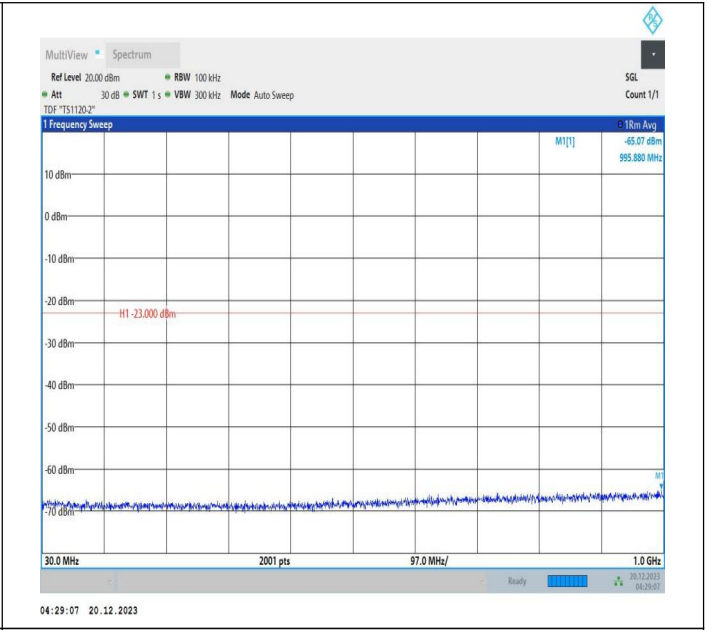 R S
MultiView Spectrum
Ref Level 20.00 dBm RBW 100 kHz SGL
Att 30 dB SWT 1 s VBW 300 kHz Mode Auto Sweep Count 1/1
TDF "TS1120-2"
1 Frequency Sweep 1Rm Avg
M1[1] -65.07 dBm
995.880 MHz
10 dBm
0 dBm
-10 dBm
-20 dBm
H1 -23.000 dBm
-30 dBm
-40 dBm
-50 dBm
-60 dBm
M1
-70 dBm
30.0 MHz 2001 pts 97.0 MHz/ 1.0 GHz
Ready 20.12.2023
04:29:07
04:29:07 20.12.2023